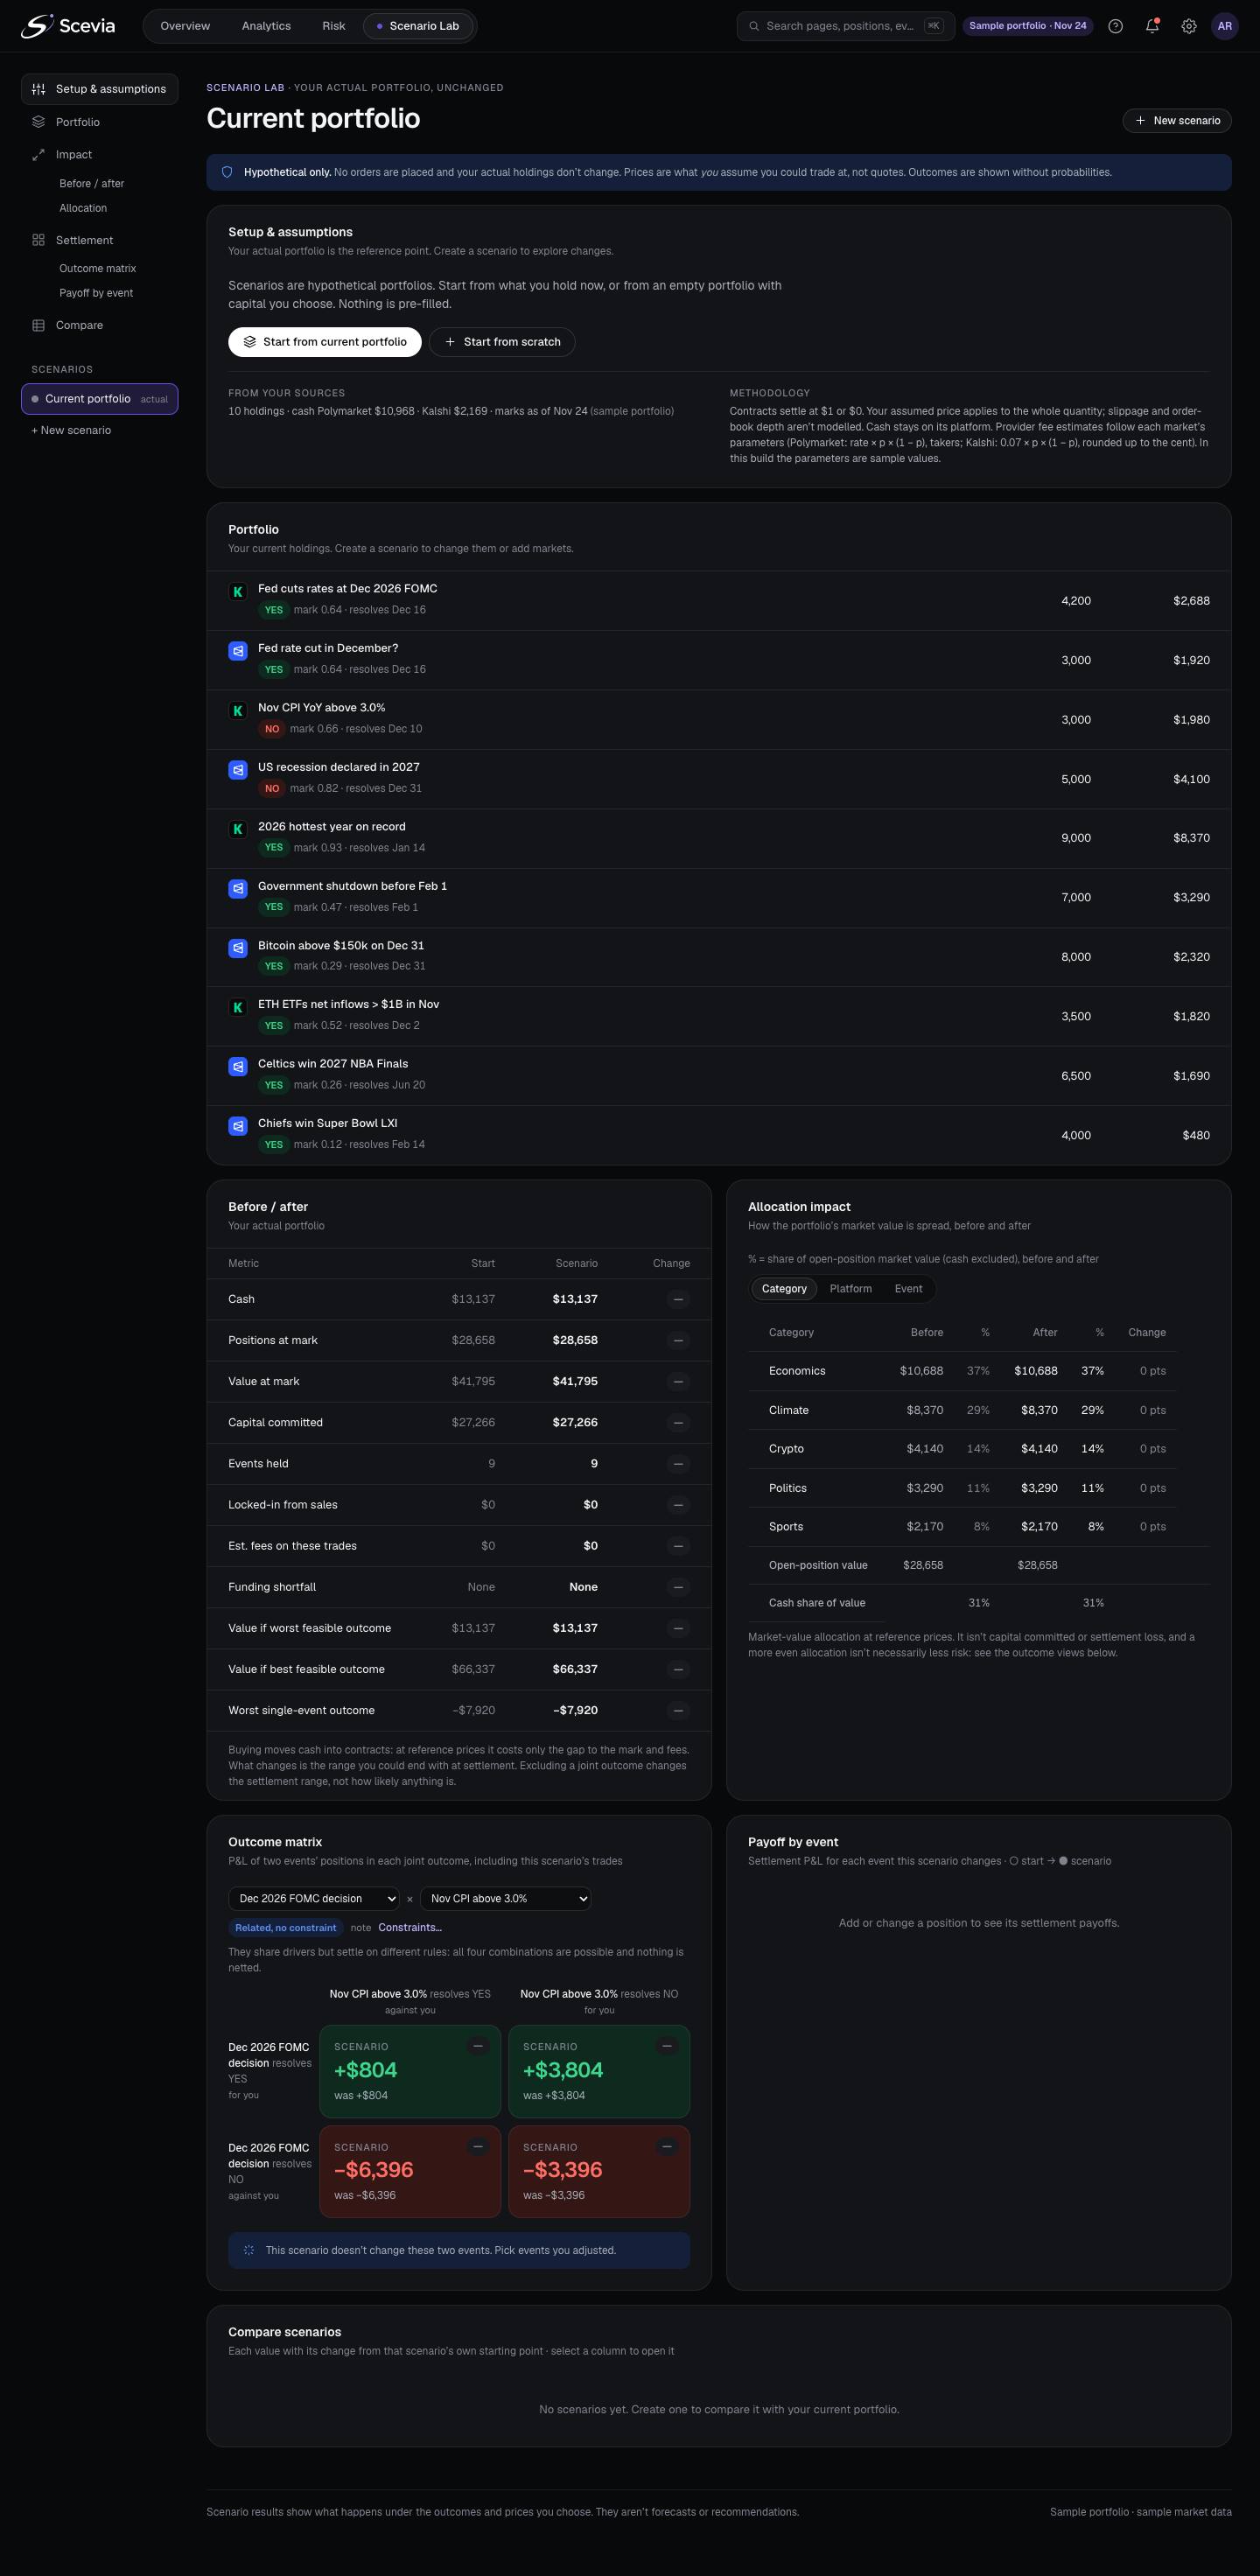 Scevia
Overview
Analytics
Risk
Scenario Lab
Search pages, positions, ev...
⌘K
Sample portfolio · Nov 24
AR
Setup & assumptions
Portfolio
Impact
Before / after
Allocation
Settlement
Outcome matrix
Payoff by event
Compare
SCENARIOS
Current portfolio actual
+ New scenario
SCENARIO LAB · YOUR ACTUAL PORTFOLIO, UNCHANGED
Current portfolio
New scenario
Hypothetical only. No orders are placed and your actual holdings don't change. Prices are what you assume you could trade at, not quotes. Outcomes are shown without probabilities.
Setup & assumptions
Your actual portfolio is the reference point. Create a scenario to explore changes.
Scenarios are hypothetical portfolios. Start from what you hold now, or from an empty portfolio with
capital you choose. Nothing is pre-filled.
Start from current portfolio
Start from scratch
FROM YOUR SOURCES
10 holdings · cash Polymarket $10,968 · Kalshi $2,169 · marks as of Nov 24 (sample portfolio)
METHODOLOGY
Contracts settle at $1 or $0. Your assumed price applies to the whole quantity; slippage and order-
book depth aren't modelled. Cash stays on its platform. Provider fee estimates follow each market's
parameters (Polymarket: rate × p × (1 − p), takers; Kalshi: 0.07 × p × (1 − p), rounded up to the cent). In
this build the parameters are sample values.
Portfolio
Your current holdings. Create a scenario to change them or add markets.
Fed cuts rates at Dec 2026 FOMC
YES mark 0.64 · resolves Dec 16
4,200 $2,688
Fed rate cut in December?
YES mark 0.64 · resolves Dec 16
3,000 $1,920
Nov CPI YoY above 3.0%
NO mark 0.66 · resolves Dec 10
3,000 $1,980
US recession declared in 2027
NO mark 0.82 · resolves Dec 31
5,000 $4,100
2026 hottest year on record
YES mark 0.93 · resolves Jan 14
9,000 $8,370
Government shutdown before Feb 1
YES mark 0.47 · resolves Feb 1
7,000 $3,290
Bitcoin above $150k on Dec 31
YES mark 0.29 · resolves Dec 31
8,000 $2,320
ETH ETFs net inflows > $1B in Nov
YES mark 0.52 · resolves Dec 2
3,500 $1,820
Celtics win 2027 NBA Finals
YES mark 0.26 · resolves Jun 20
6,500 $1,690
Chiefs win Super Bowl LXI
YES mark 0.12 · resolves Feb 14
4,000 $480
Before / after
Your actual portfolio
Metric Start Scenario Change
Cash $13,137 $13,137 —
Positions at mark $28,658 $28,658 —
Value at mark $41,795 $41,795 —
Capital committed $27,266 $27,266 —
Events held 9 9 —
Locked-in from sales $0 $0 —
Est. fees on these trades $0 $0 —
Funding shortfall None None —
Value if worst feasible outcome $13,137 $13,137 —
Value if best feasible outcome $66,337 $66,337 —
Worst single-event outcome −$7,920 −$7,920 —
Buying moves cash into contracts: at reference prices it costs only the gap to the mark and fees.
What changes is the range you could end with at settlement. Excluding a joint outcome changes
the settlement range, not how likely anything is.
Allocation impact
How the portfolio's market value is spread, before and after
% = share of open-position market value (cash excluded), before and after
Category Platform Event
Category Before % After % Change
Economics $10,688 37% $10,688 37% 0 pts
Climate $8,370 29% $8,370 29% 0 pts
Crypto $4,140 14% $4,140 14% 0 pts
Politics $3,290 11% $3,290 11% 0 pts
Sports $2,170 8% $2,170 8% 0 pts
Open-position value $28,658 $28,658
Cash share of value 31% 31%
Market-value allocation at reference prices. It isn't capital committed or settlement loss, and a
more even allocation isn't necessarily less risk: see the outcome views below.
Outcome matrix
P&L of two events' positions in each joint outcome, including this scenario's trades
Dec 2026 FOMC decision × Nov CPI above 3.0%
Related, no constraint note Constraints...
They share drivers but settle on different rules: all four combinations are possible and nothing is
netted.
Nov CPI above 3.0% resolves YES
against you
Nov CPI above 3.0% resolves NO
for you
Dec 2026 FOMC
decision resolves
YES
for you
SCENARIO —
+$804
was +$804
SCENARIO —
+$3,804
was +$3,804
Dec 2026 FOMC
decision resolves
NO
against you
SCENARIO —
−$6,396
was −$6,396
SCENARIO —
−$3,396
was −$3,396
This scenario doesn't change these two events. Pick events you adjusted.
Payoff by event
Settlement P&L for each event this scenario changes · ○ start → ● scenario
Add or change a position to see its settlement payoffs.
Compare scenarios
Each value with its change from that scenario's own starting point · select a column to open it
No scenarios yet. Create one to compare it with your current portfolio.
Scenario results show what happens under the outcomes and prices you choose. They aren't forecasts or recommendations.
Sample portfolio · sample market data